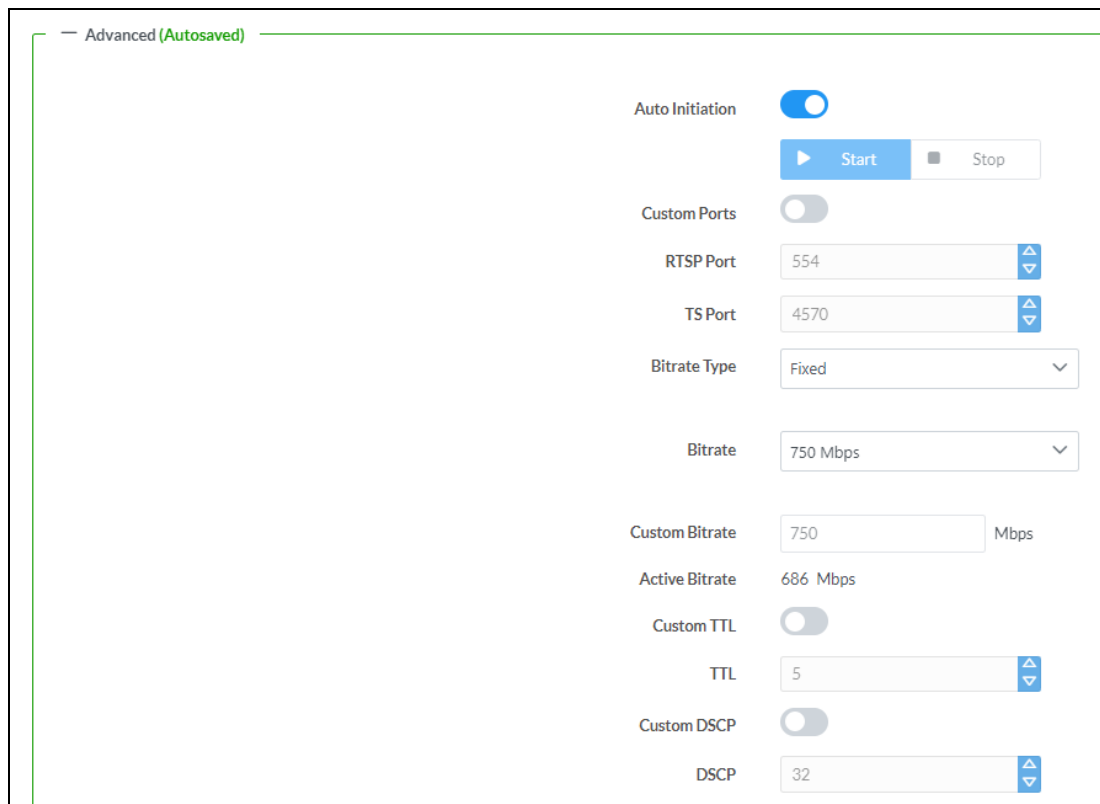 Advanced (Autosaved)
Auto Initiation
Start Stop
Custom Ports
RTSP Port 554
TS Port 4570
Bitrate Type Fixed
Bitrate 750 Mbps
Custom Bitrate 750 Mbps
Active Bitrate 686 Mbps
Custom TTL
TTL 5
Custom DSCP
DSCP 32